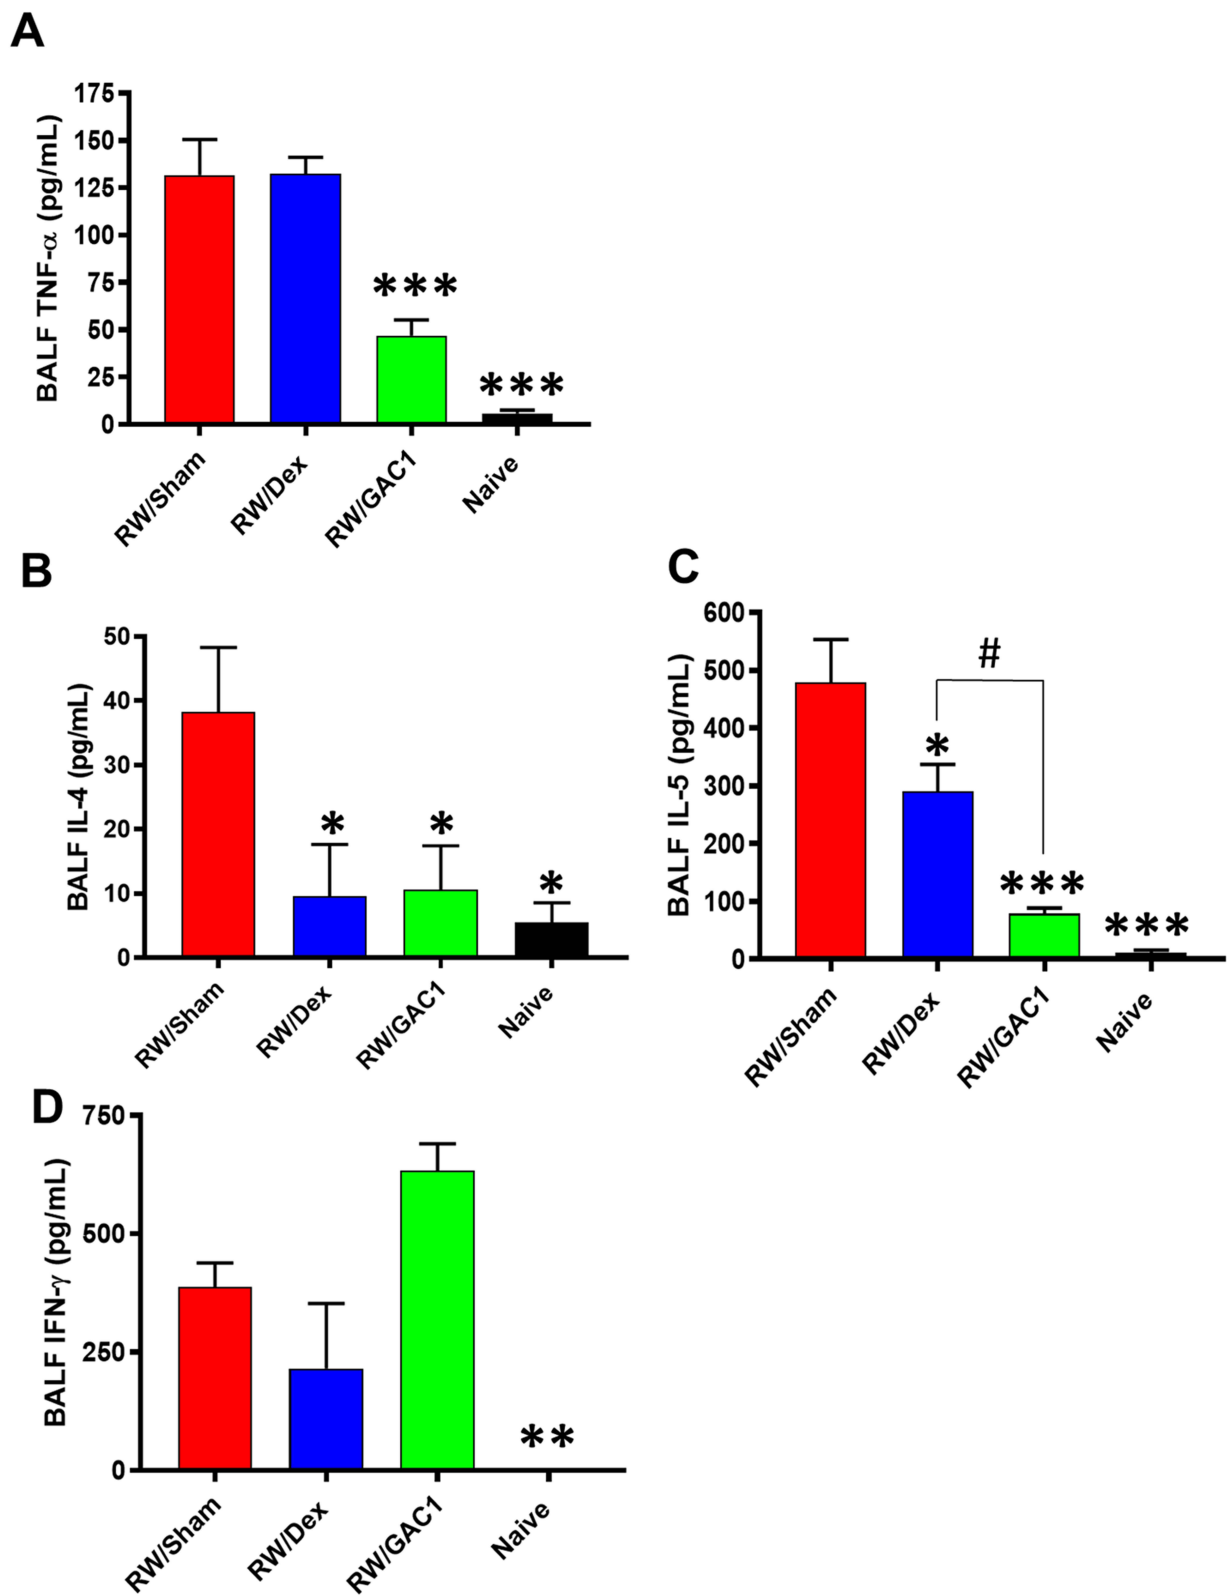 A
BALF TNF-α (pg/mL)
175
150
125
100
75
50
25
0
***
***
RW/Sham
RW/Dex
RW/GAC1
Naive
B
BALF IL-4 (pg/mL)
50
40
30
20
10
0
*
*
*
RW/Sham
RW/Dex
RW/GAC1
Naive
C
BALF IL-5 (pg/mL)
600
500
400
300
200
100
0
#
*
***
***
RW/Sham
RW/Dex
RW/GAC1
Naive
D
BALF IFN-γ (pg/mL)
750
500
250
0
**
RW/Sham
RW/Dex
RW/GAC1
Naive